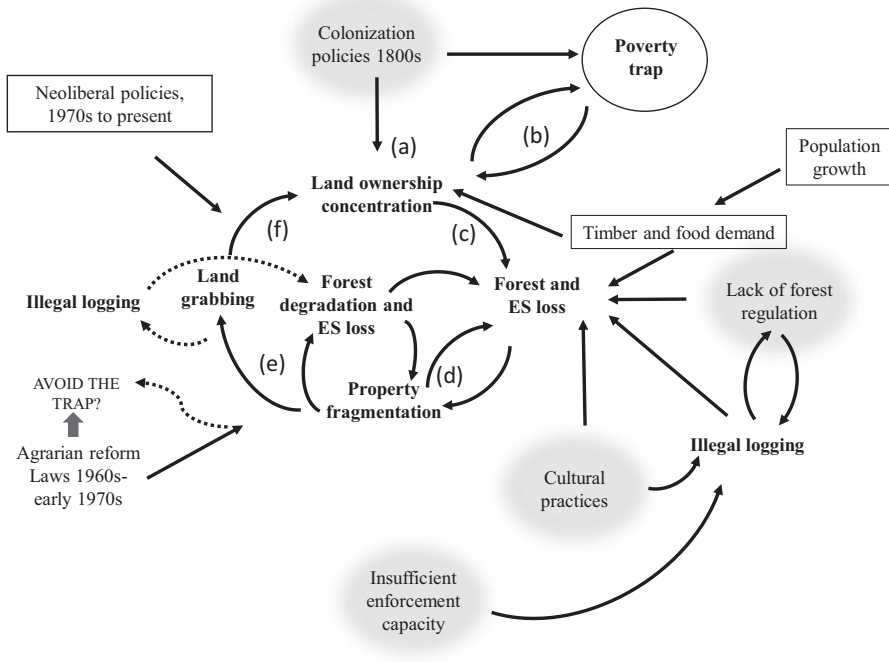 Colonization
policies 1800s
Poverty
trap
Neoliberal policies,
1970s to present
(a)
(b)
Population
growth
Land ownership
concentration
(f)
(c)
Timber and food demand
Illegal logging
Land
grabbing
Forest
degradation and
ES loss
Forest and
ES loss
Lack of forest
regulation
(e)
(d)
AVOID THE
TRAP?
Property
fragmentation
Agrarian reform
Laws 1960s-
early 1970s
Illegal logging
Cultural
practices
Insufficient
enforcement
capacity